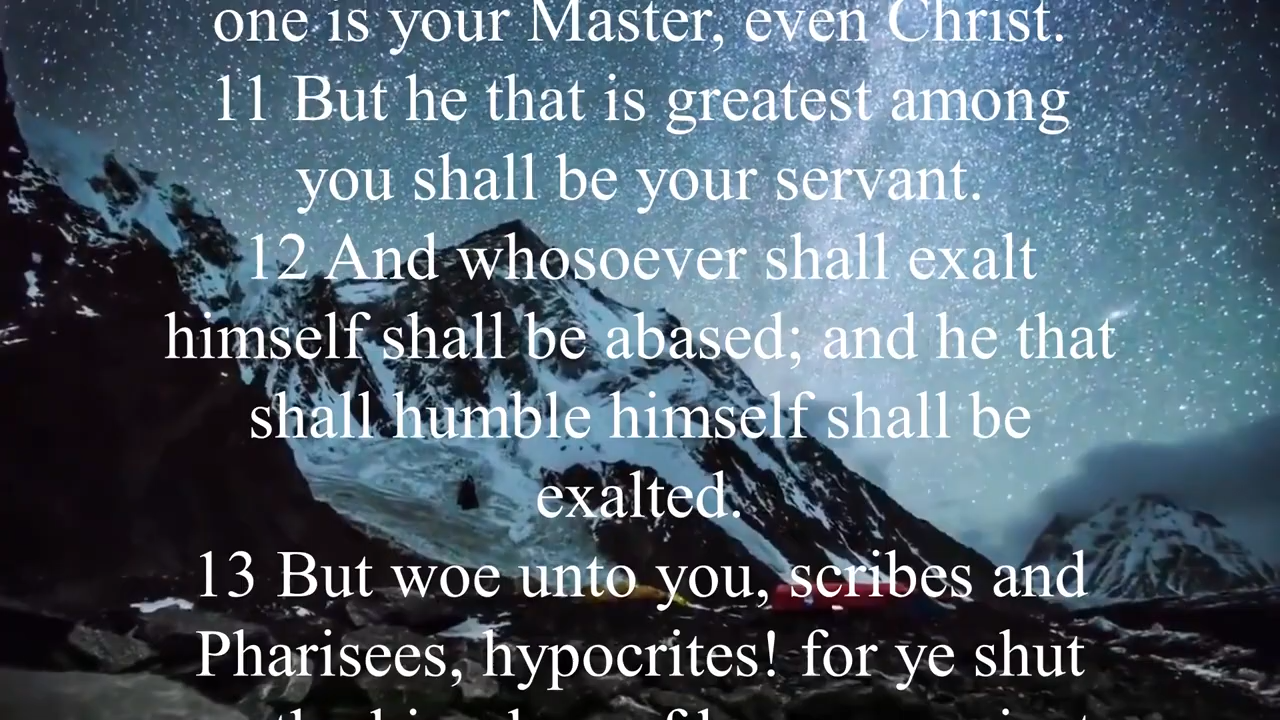 one is your Master, even Christ.
11 But he that is greatest among
you shall be your servant.
12 And whosoever shall exalt
himself shall be abased; and he that
shall humble himself shall be
exalted.
13 But woe unto you, scribes and
Pharisees, hypocrites! for ye shut